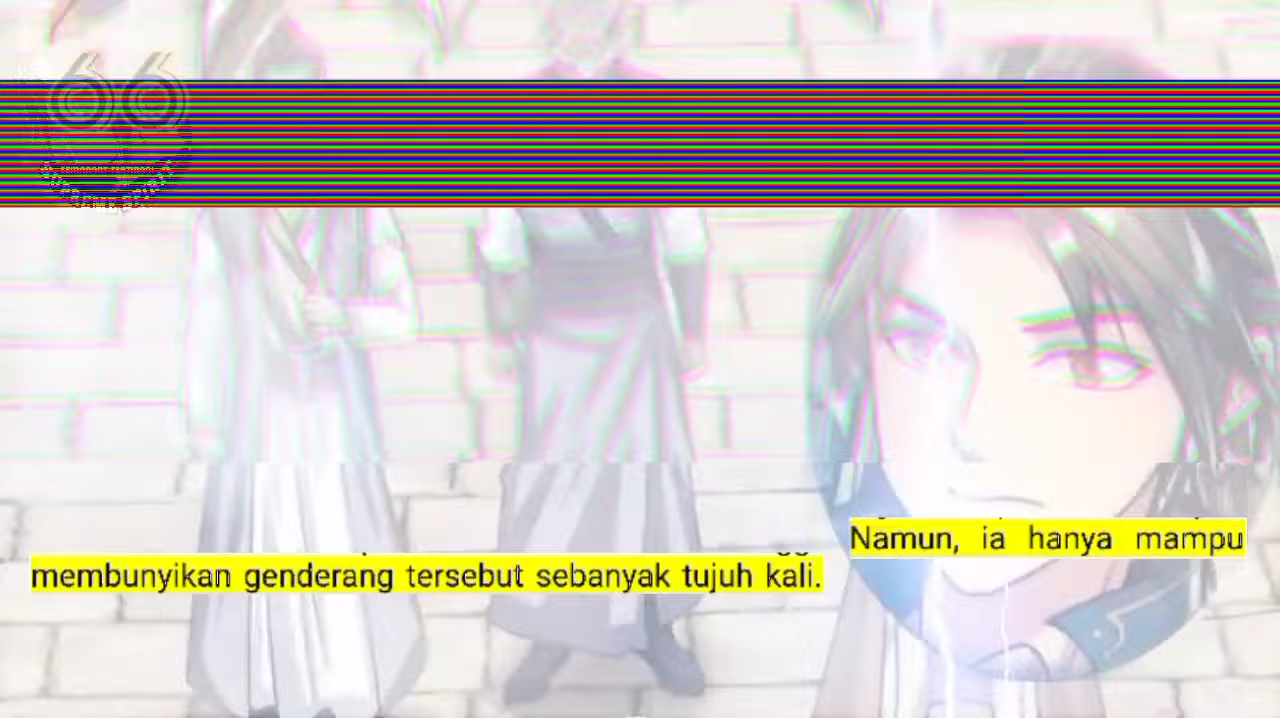 Namun, ia hanya mampu
membunyikan genderang tersebut sebanyak tujuh kali.